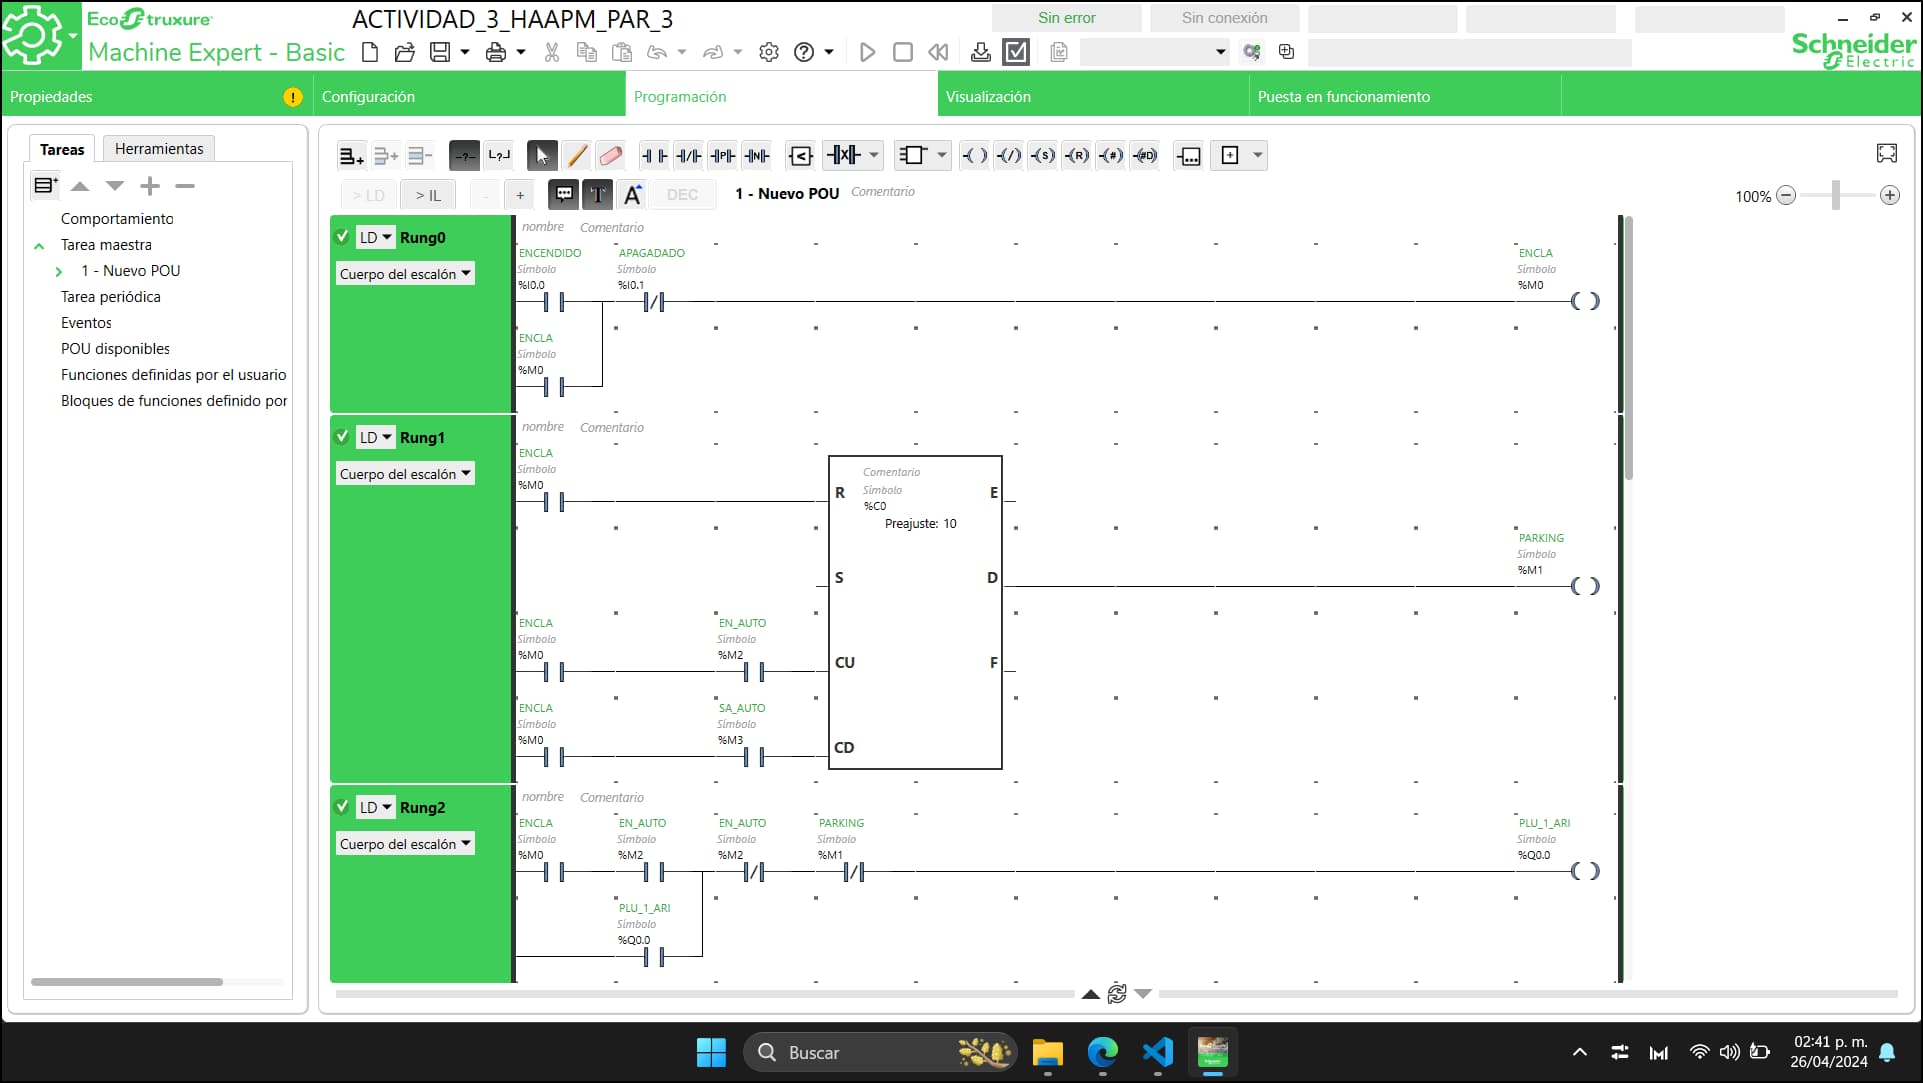 EcoStruxure
Machine Expert - Basic
ACTIVIDAD_3_HAAPM_PAR_3
Sin error
Sin conexión
Schneider
Electric
Propiedades
!
Configuración
Programación
Visualización
Puesta en funcionamiento
Tareas
Herramientas
Comportamiento
Tarea maestra
1 - Nuevo POU
Tarea periódica
Eventos
POU disponibles
Funciones definidas por el usuario
Bloques de funciones definido por
> LD
> IL
-
+
T
A
DEC
1 - Nuevo POU
Comentario
100%
LD
Rung0
Cuerpo del escalón
nombre
Comentario
ENCENDIDO
Símbolo
%I0.0
APAGADADO
Símbolo
%I0.1
ENCLA
Símbolo
%M0
ENCLA
Símbolo
%M0
LD
Rung1
Cuerpo del escalón
nombre
Comentario
ENCLA
Símbolo
%M0
Comentario
Símbolo
%C0
Preajuste: 10
R
E
S
D
CU
F
CD
PARKING
Símbolo
%M1
ENCLA
Símbolo
%M0
EN_AUTO
Símbolo
%M2
ENCLA
Símbolo
%M0
SA_AUTO
Símbolo
%M3
LD
Rung2
Cuerpo del escalón
nombre
Comentario
ENCLA
Símbolo
%M0
EN_AUTO
Símbolo
%M2
EN_AUTO
Símbolo
%M2
PARKING
Símbolo
%M1
PLU_1_ARI
Símbolo
%Q0.0
PLU_1_ARI
Símbolo
%Q0.0
Buscar
02:41 p. m.
26/04/2024